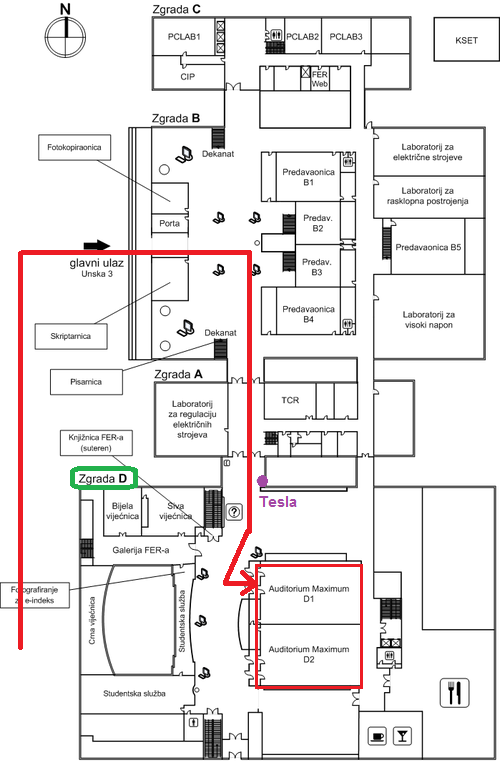 N
Zgrada C
PCLAB1
PCLAB2
PCLAB3
KSET
CIP
FER
Web
Zgrada B
Dekanat
Fotokopiraonica
Predavaonica
B1
Laboratorij za
električne strojeve
Laboratorij za
rasklopna postrojenja
Porta
Predav.
B2
Predavaonica B5
glavni ulaz
Unska 3
Predav.
B3
Skriptarnica
Predavaonica
B4
Laboratorij za
visoki napon
Dekanat
Pisarnica
Zgrada A
Laboratorij
za regulaciju
električnih
strojeva
TCR
Knjižnica FER-a
(suteren)
Zgrada D
Tesla
Bijela
vijećnica
Siva
vijećnica
?
Galerija FER-a
Fotografiranje
za e-indeks
Crna vijećnica
Studentska služba
Auditorium Maximum
D1
Auditorium Maximum
D2
Studentska služba